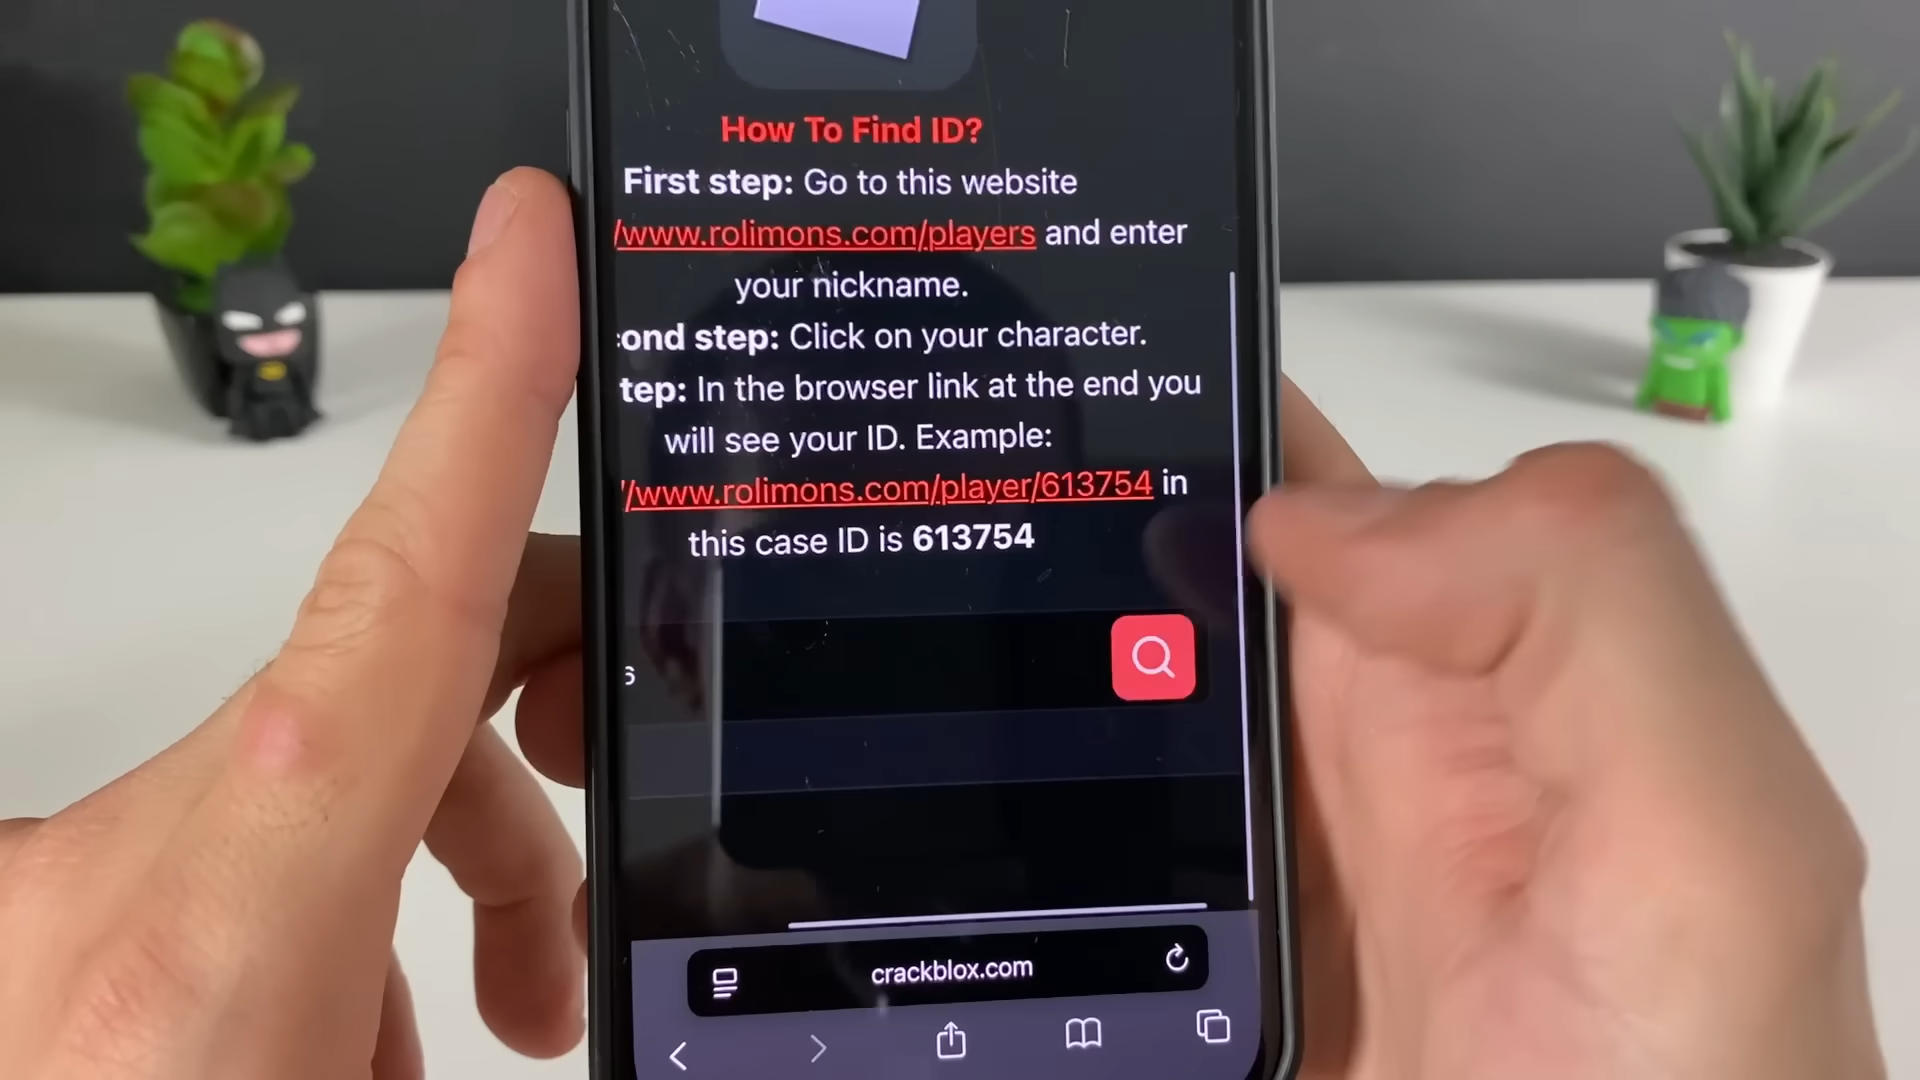 How To Find ID?
First step: Go to this website
/www.rolimons.com/players and enter
your nickname.
ond step: Click on your character.
tep: In the browser link at the end you
will see your ID. Example:
/www.rolimons.com/player/613754 in
this case ID is 613754
crackblox.com